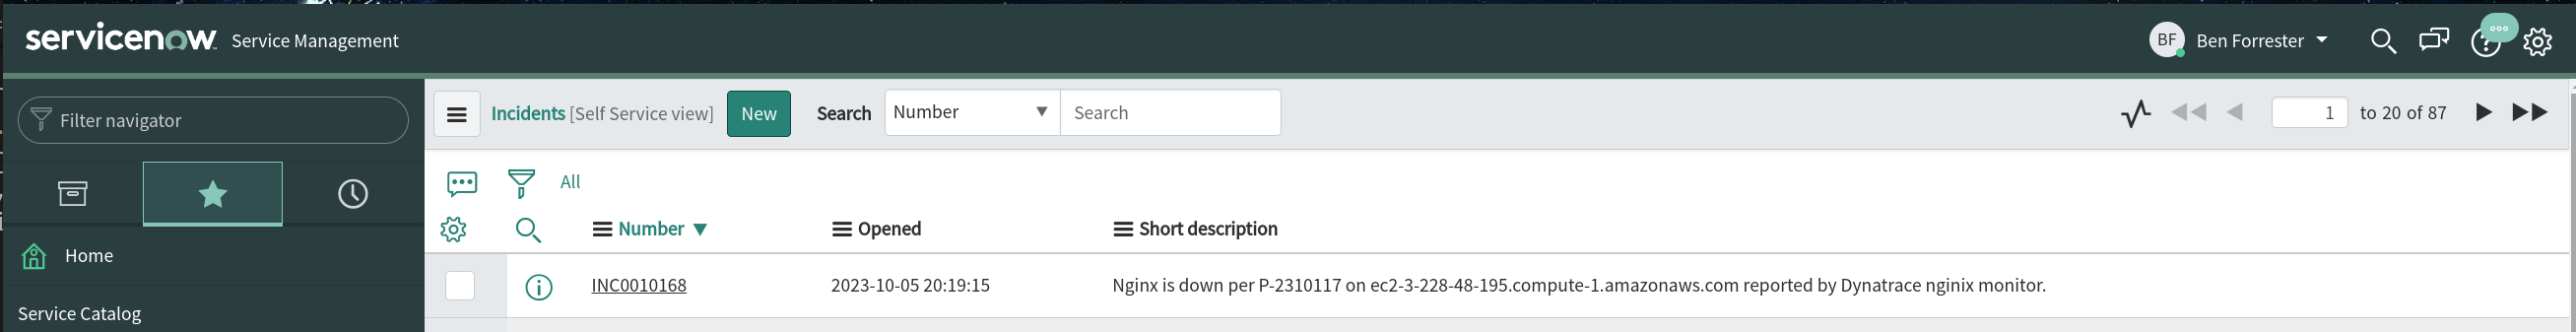 servicenow Service Management
BF Ben Forrester
Filter navigator
Home
Service Catalog
Incidents [Self Service view] New Search Number ▼ Search 1 to 20 of 87
All
Number ▼ Opened Short description
INC0010168 2023-10-05 20:19:15 Nginx is down per P-2310117 on ec2-3-228-48-195.compute-1.amazonaws.com reported by Dynatrace nginix monitor.